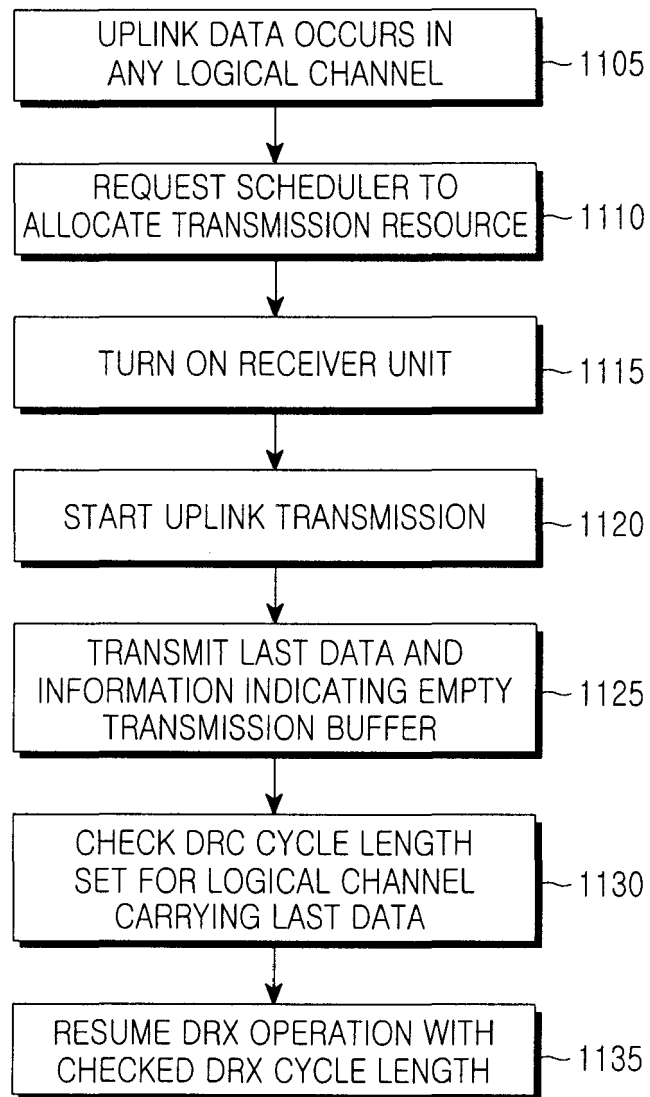 UPLINK DATA OCCURS IN
ANY LOGICAL CHANNEL
1105
REQUEST SCHEDULER TO
ALLOCATE TRANSMISSION RESOURCE
1110
TURN ON RECEIVER UNIT
1115
START UPLINK TRANSMISSION
1120
TRANSMIT LAST DATA AND
INFORMATION INDICATING EMPTY
TRANSMISSION BUFFER
1125
CHECK DRC CYCLE LENGTH
SET FOR LOGICAL CHANNEL
CARRYING LAST DATA
1130
RESUME DRX OPERATION WITH
CHECKED DRX CYCLE LENGTH
1135